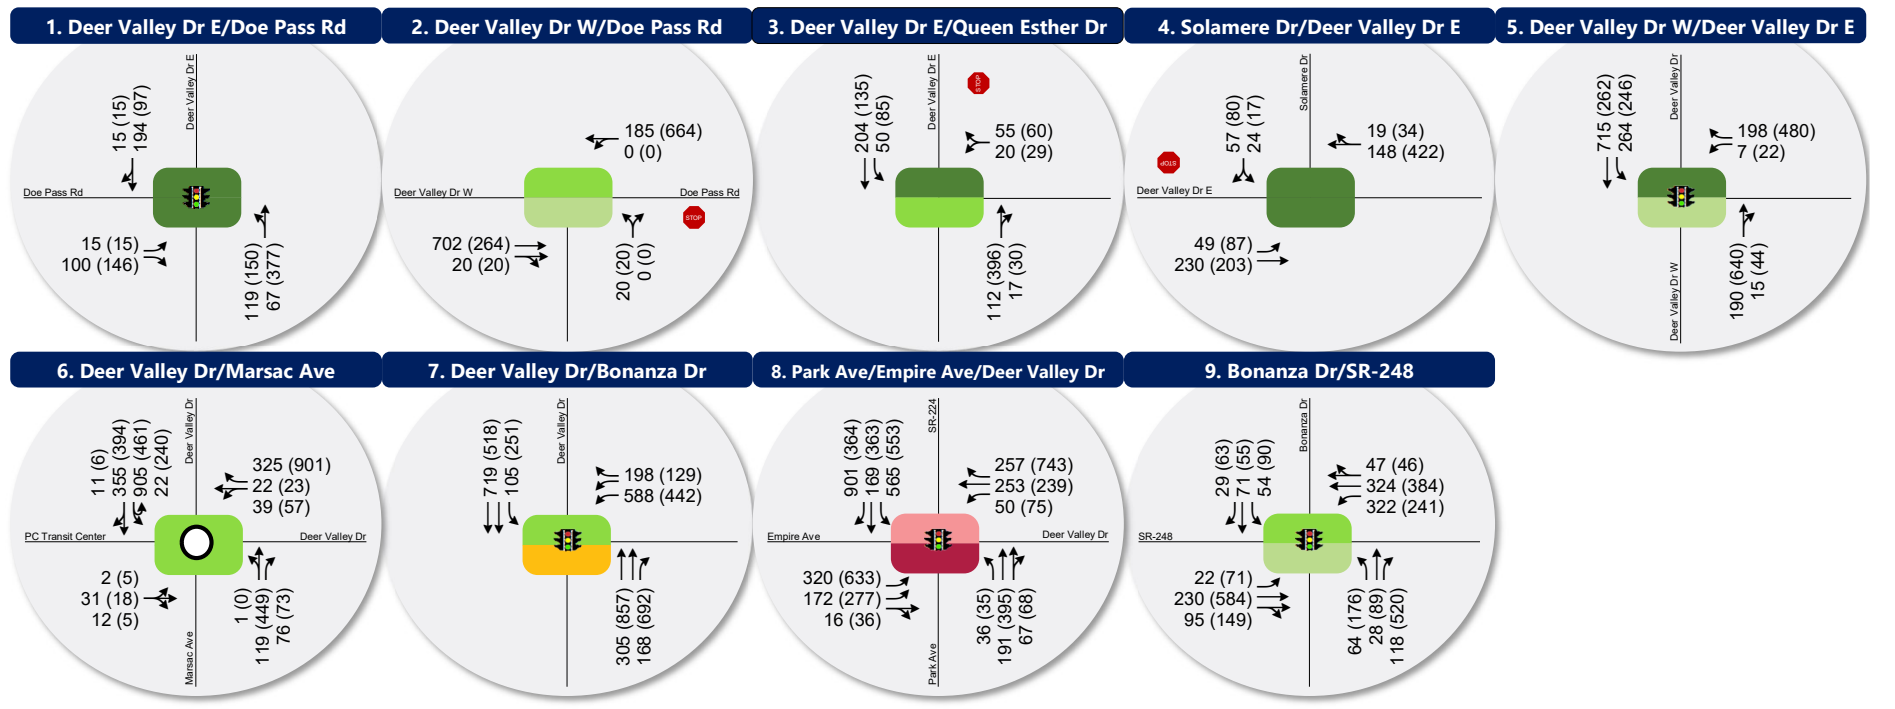 1. Deer Valley Dr E/Doe Pass Rd
15 (15)
194 (97)
Deer Valley Dr E
Doe Pass Rd
15 (15)
100 (146)
119 (150)
67 (377)
2. Deer Valley Dr W/Doe Pass Rd
185 (664)
0 (0)
Deer Valley Dr W
Doe Pass Rd
STOP
702 (264)
20 (20)
20 (20)
0 (0)
3. Deer Valley Dr E/Queen Esther Dr
204 (135)
50 (85)
Deer Valley Dr E
STOP
55 (60)
20 (29)
112 (396)
17 (30)
4. Solamere Dr/Deer Valley Dr E
57 (80)
24 (17)
Solamere Dr
19 (34)
148 (422)
STOP
Deer Valley Dr E
49 (87)
230 (203)
5. Deer Valley Dr W/Deer Valley Dr E
715 (262)
264 (246)
Deer Valley Dr
198 (480)
7 (22)
Deer Valley Dr W
190 (640)
15 (44)
6. Deer Valley Dr/Marsac Ave
11 (6)
355 (394)
905 (461)
22 (240)
Deer Valley Dr
325 (901)
22 (23)
39 (57)
PC Transit Center
Deer Valley Dr
2 (5)
31 (18)
12 (5)
Marsac Ave
1 (0)
119 (449)
76 (73)
7. Deer Valley Dr/Bonanza Dr
719 (518)
105 (251)
Deer Valley Dr
198 (129)
588 (442)
305 (857)
168 (692)
8. Park Ave/Empire Ave/Deer Valley Dr
901 (364)
169 (363)
565 (553)
SR-224
257 (743)
253 (239)
50 (75)
Empire Ave
Deer Valley Dr
320 (633)
172 (277)
16 (36)
Park Ave
36 (35)
191 (395)
67 (68)
9. Bonanza Dr/SR-248
29 (63)
71 (55)
54 (90)
Bonanza Dr
47 (46)
324 (384)
322 (241)
SR-248
22 (71)
230 (584)
95 (149)
64 (176)
28 (89)
118 (520)